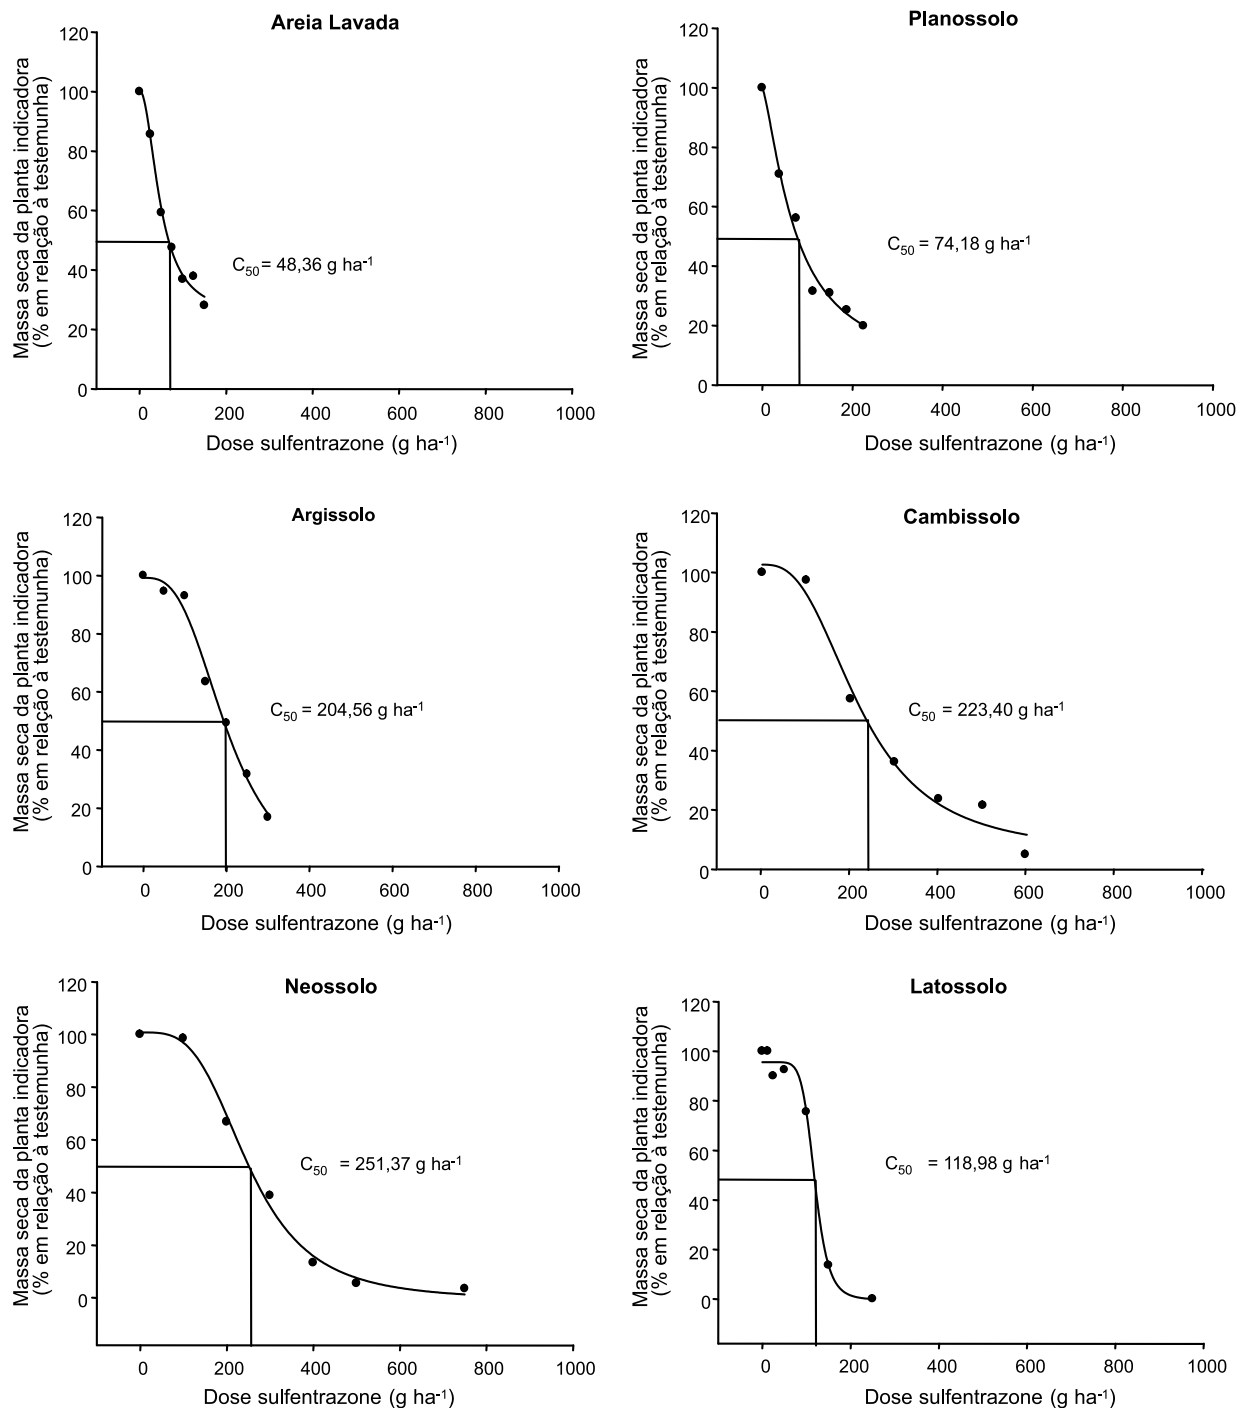 Areia Lavada
Massa seca da planta indicadora
(% em relação à testemunha)
120
100
80
60
40
20
0
C50 = 48,36 g ha-1
0 200 400 600 800 1000
Dose sulfentrazone (g ha-1)
Planossolo
Massa seca da planta indicadora
(% em relação à testemunha)
120
100
80
60
40
20
0
C50 = 74,18 g ha-1
0 200 400 600 800 1000
Dose sulfentrazone (g ha-1)
Argissolo
Massa seca da planta indicadora
(% em relação à testemunha)
120
100
80
60
40
20
0
C50 = 204,56 g ha-1
0 200 400 600 800 1000
Dose sulfentrazone (g ha-1)
Cambissolo
Massa seca da planta indicadora
(% em relação à testemunha)
120
100
80
60
40
20
0
C50 = 223,40 g ha-1
0 200 400 600 800 1000
Dose sulfentrazone (g ha-1)
Neossolo
Massa seca da planta indicadora
(% em relação à testemunha)
120
100
80
60
40
20
0
C50 = 251,37 g ha-1
0 200 400 600 800 1000
Dose sulfentrazone (g ha-1)
Latossolo
Massa seca da planta indicadora
(% em relação à testemunha)
120
100
80
60
40
20
0
C50 = 118,98 g ha-1
0 200 400 600 800 1000
Dose sulfentrazone (g ha-1)